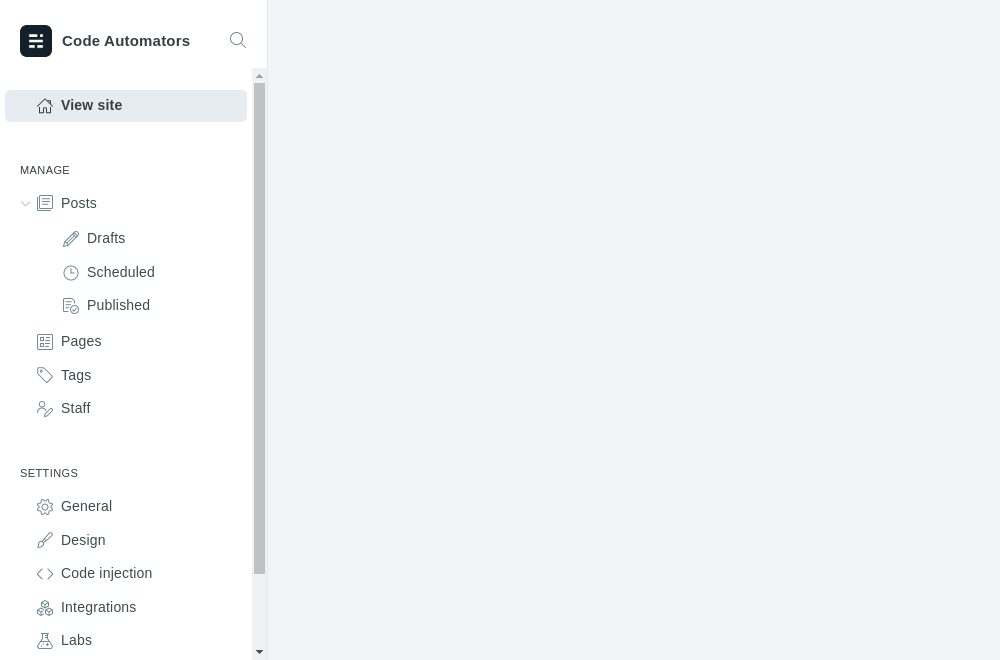 Code Automators
View site
MANAGE
Posts
Drafts
Scheduled
Published
Pages
Tags
Staff
SETTINGS
General
Design
Code injection
Integrations
Labs